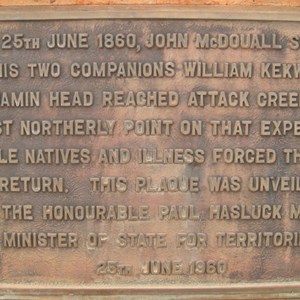 25TH JUNE 1860, JOHN McDOUALL S
IS TWO COMPANIONS WILLIAM KEKW
AMIN HEAD REACHED ATTACK CREE
ST NORTHERLY POINT ON THAT EXPE
LE NATIVES AND ILLNESS FORCED TH
RETURN. THIS PLAQUE WAS UNVEIL
THE HONOURABLE PAUL HASLUCK M
MINISTER OF STATE FOR TERRITORI
25TH JUNE 1960